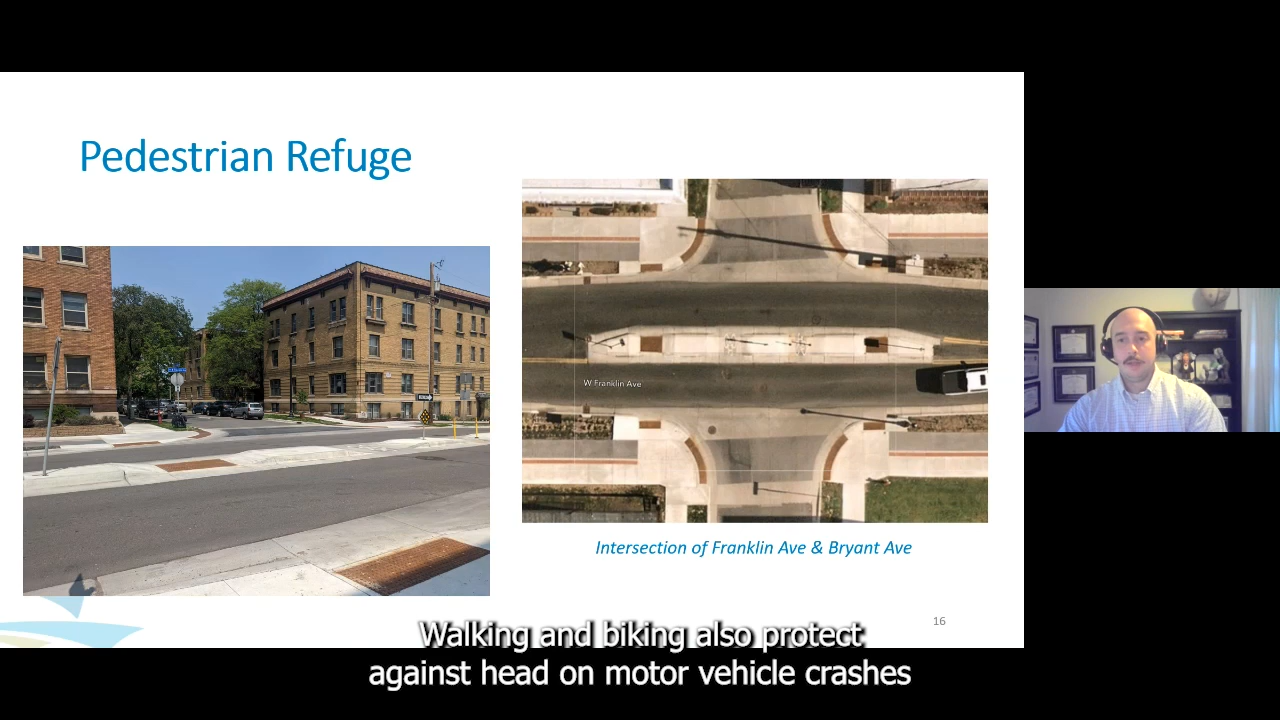 Pedestrian Refuge
W Franklin Ave
Intersection of Franklin Ave & Bryant Ave
16
Walking and biking also protect
against head on motor vehicle crashes